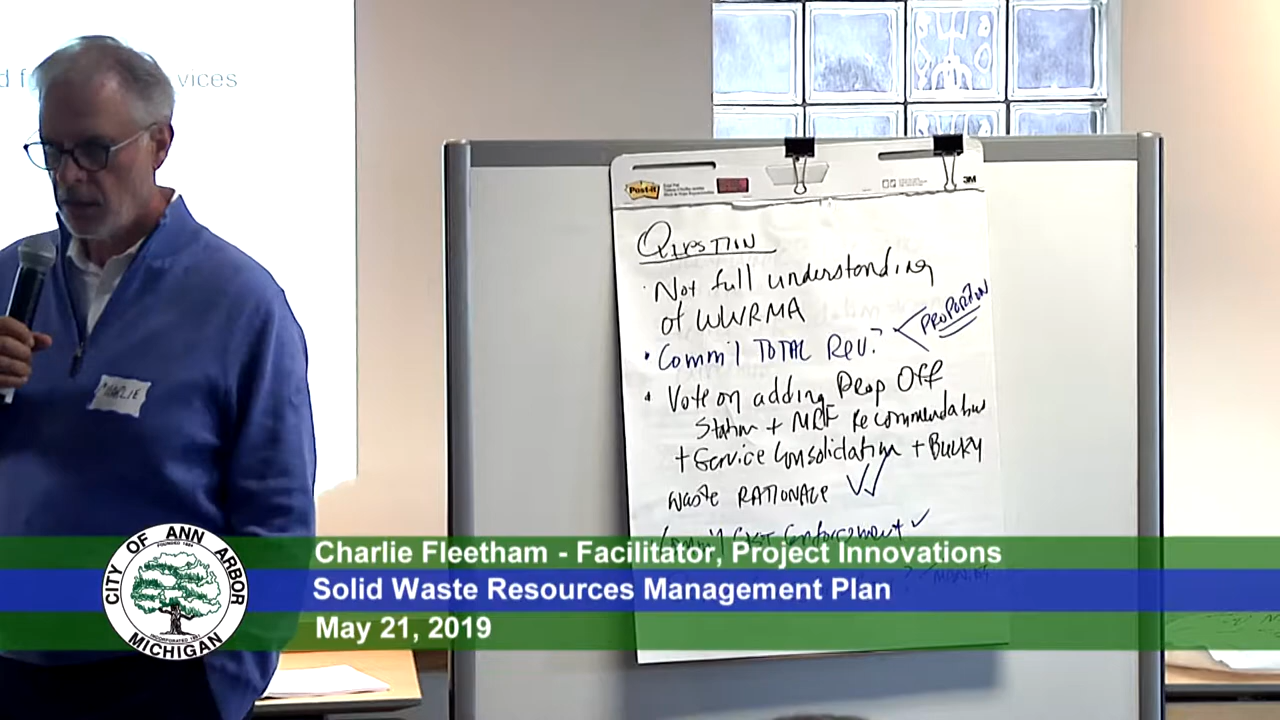 vices
CHARLIE
Post-it
3M
QUESTION
· Not full understanding
of WWRMA
· Comm'l TOTAL REV.? < PROPORTION
· Vote on adding Drop Off
Station + MRF Recommendation
+ Service Consolidation + BULKY
Waste RATIONALE
Comm'l Enforcement
Charlie Fleetham - Facilitator, Project Innovations
Solid Waste Resources Management Plan
May 21, 2019
CITY OF ANN ARBOR
MICHIGAN